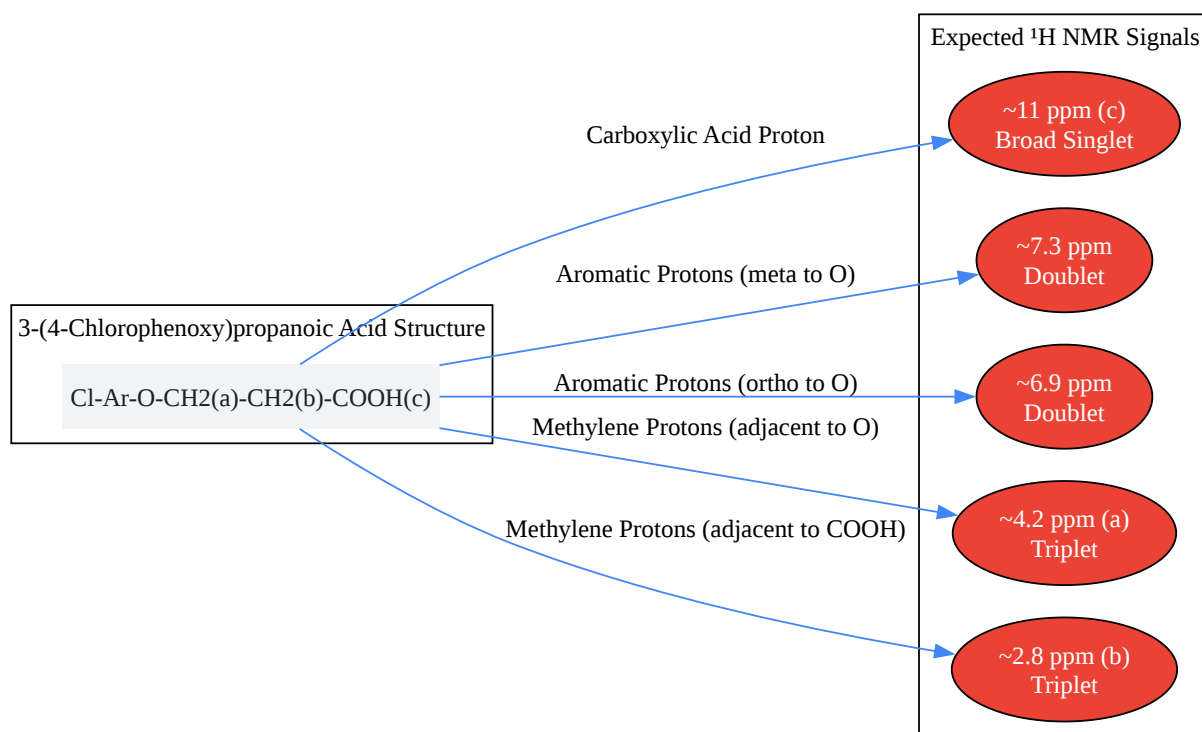 Expected ¹H NMR Signals
~11 ppm (c)
Broad Singlet
Carboxylic Acid Proton
~7.3 ppm
Doublet
Aromatic Protons (meta to O)
3-(4-Chlorophenoxy)propanoic Acid Structure
Cl-Ar-O-CH2(a)-CH2(b)-COOH(c)
Aromatic Protons (ortho to O)
~6.9 ppm
Doublet
Methylene Protons (adjacent to O)
~4.2 ppm (a)
Triplet
Methylene Protons (adjacent to COOH)
~2.8 ppm (b)
Triplet